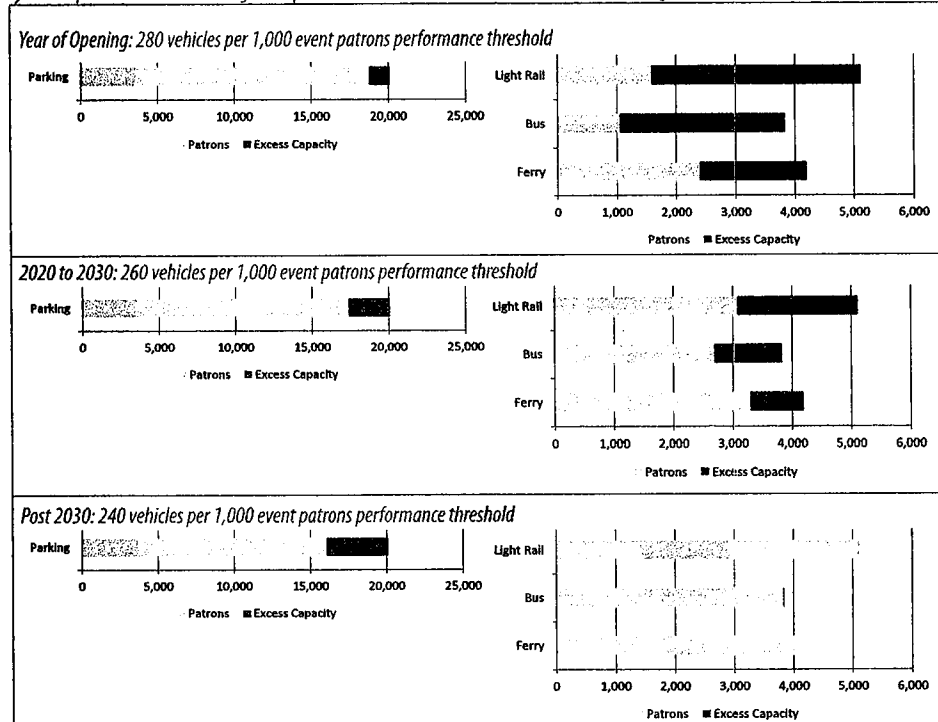 Year of Opening: 280 vehicles per 1,000 event patrons performance threshold
Parking
0 5,000 10,000 15,000 20,000 25,000
Patrons Excess Capacity
Light Rail
Bus
Ferry
0 1,000 2,000 3,000 4,000 5,000 6,000
Patrons Excess Capacity
2020 to 2030: 260 vehicles per 1,000 event patrons performance threshold
Parking
0 5,000 10,000 15,000 20,000 25,000
Patrons Excess Capacity
Light Rail
Bus
Ferry
0 1,000 2,000 3,000 4,000 5,000 6,000
Patrons Excess Capacity
Post 2030: 240 vehicles per 1,000 event patrons performance threshold
Parking
0 5,000 10,000 15,000 20,000 25,000
Patrons Excess Capacity
Light Rail
Bus
Ferry
0 1,000 2,000 3,000 4,000 5,000 6,000
Patrons Excess Capacity